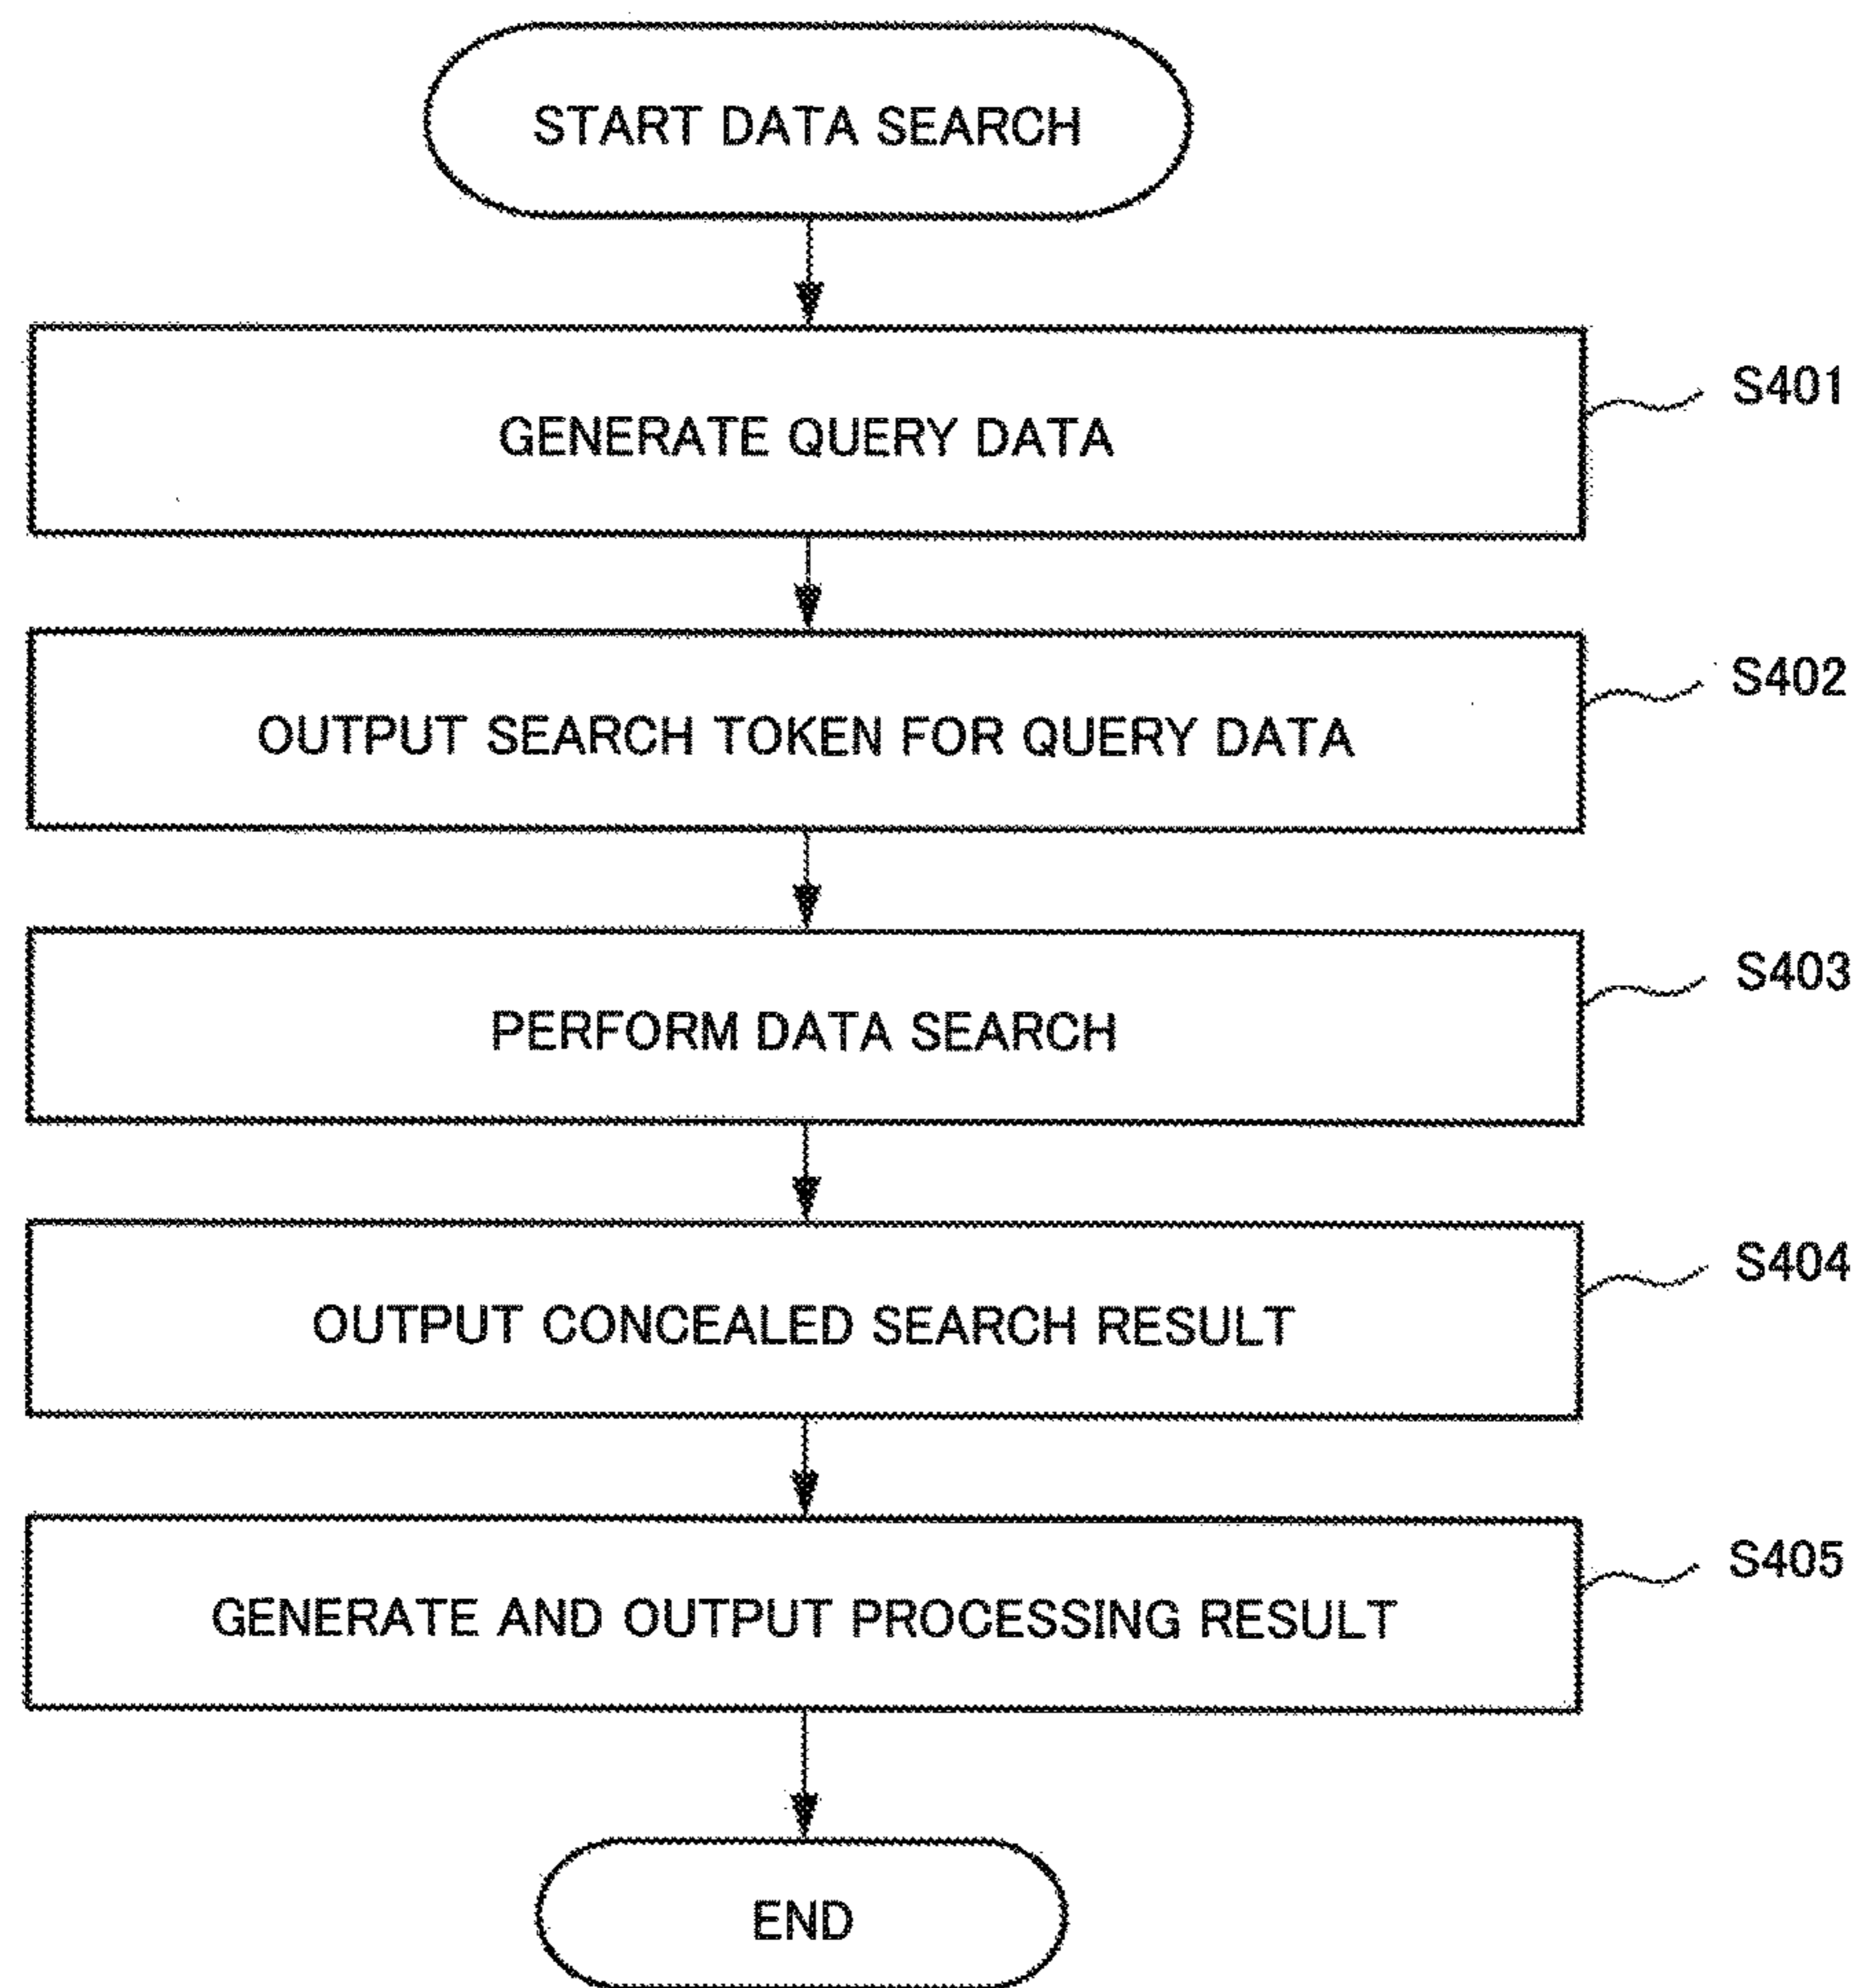 START DATA SEARCH
GENERATE QUERY DATA
S401
OUTPUT SEARCH TOKEN FOR QUERY DATA
S402
PERFORM DATA SEARCH
S403
OUTPUT CONCEALED SEARCH RESULT
S404
GENERATE AND OUTPUT PROCESSING RESULT
S405
END